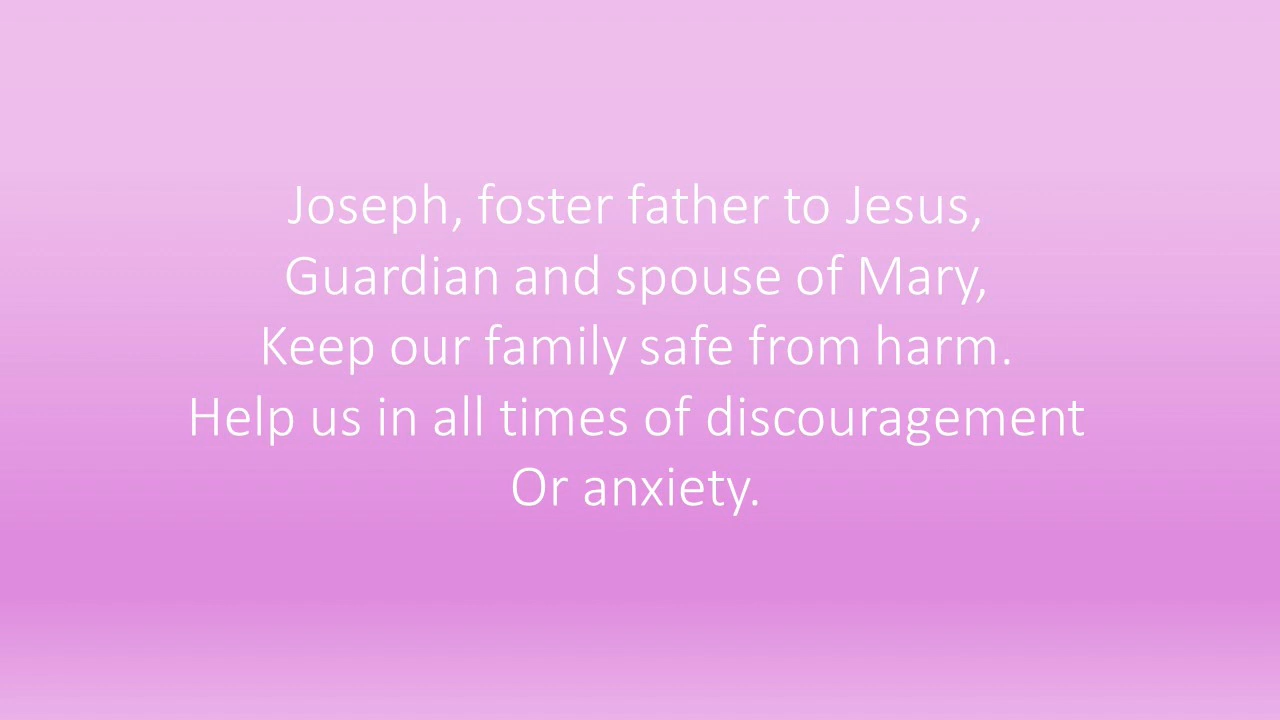 Joseph, foster father to Jesus,
Guardian and spouse of Mary,
Keep our family safe from harm.
Help us in all times of discouragement
Or anxiety.